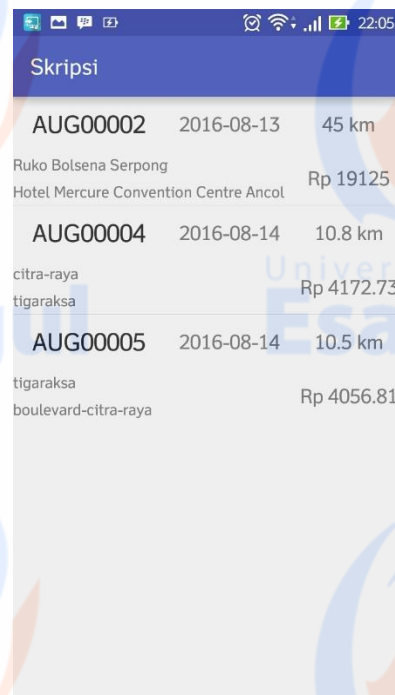 22:05
Skripsi
AUG00002 2016-08-13 45 km
Ruko Bolsena Serpong
Hotel Mercure Convention Centre Ancol Rp 19125
AUG00004 2016-08-14 10.8 km
citra-raya
tigaraksa Rp 4172.73
AUG00005 2016-08-14 10.5 km
tigaraksa
boulevard-citra-raya Rp 4056.81